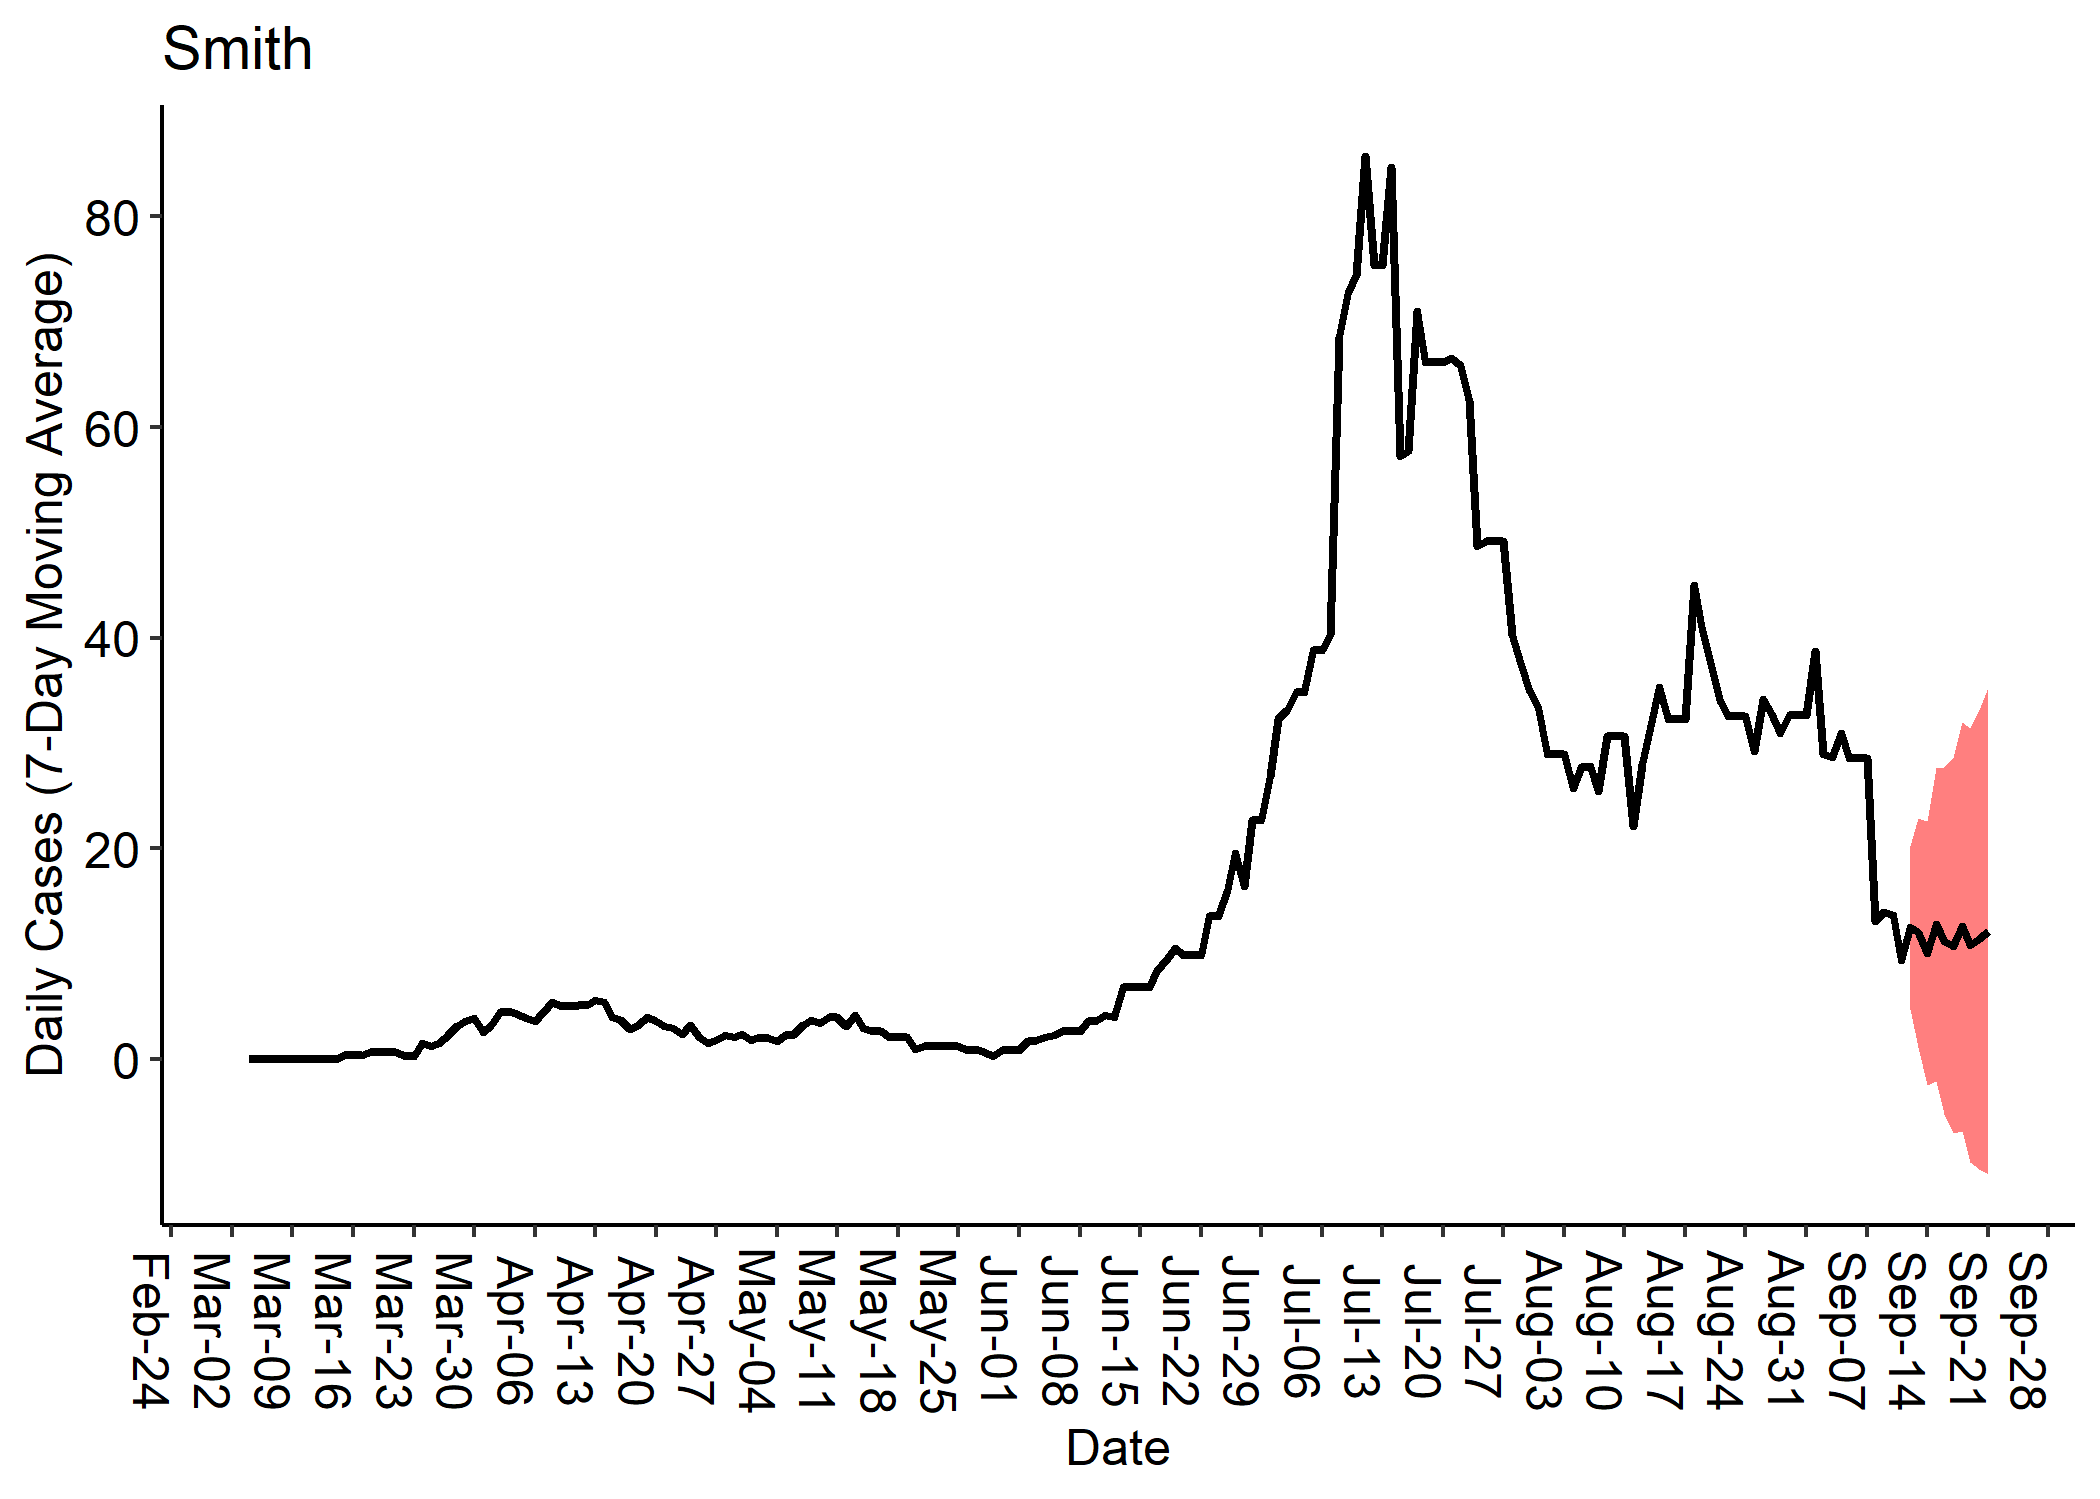 Smith
Daily Cases (7-Day Moving Average)
80
60
40
20
0
Feb-24
Mar-02
Mar-09
Mar-16
Mar-23
Mar-30
Apr-06
Apr-13
Apr-20
Apr-27
May-04
May-11
May-18
May-25
Jun-01
Jun-08
Jun-15
Jun-22
Jun-29
Jul-06
Jul-13
Jul-20
Jul-27
Aug-03
Aug-10
Aug-17
Aug-24
Aug-31
Sep-07
Sep-14
Sep-21
Sep-28
Date